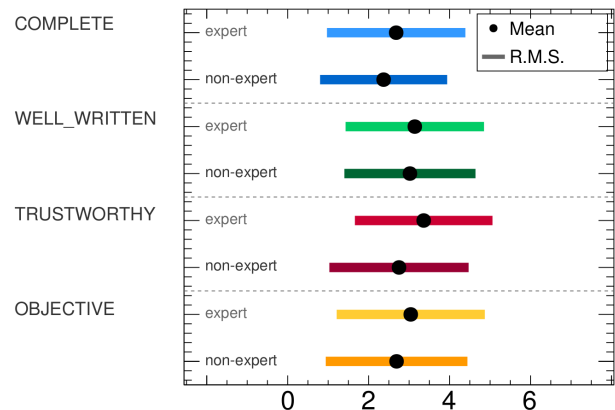 COMPLETE
expert
non-expert
Mean
R.M.S.
WELL_WRITTEN
expert
non-expert
TRUSTWORTHY
expert
non-expert
OBJECTIVE
expert
non-expert
0 2 4 6